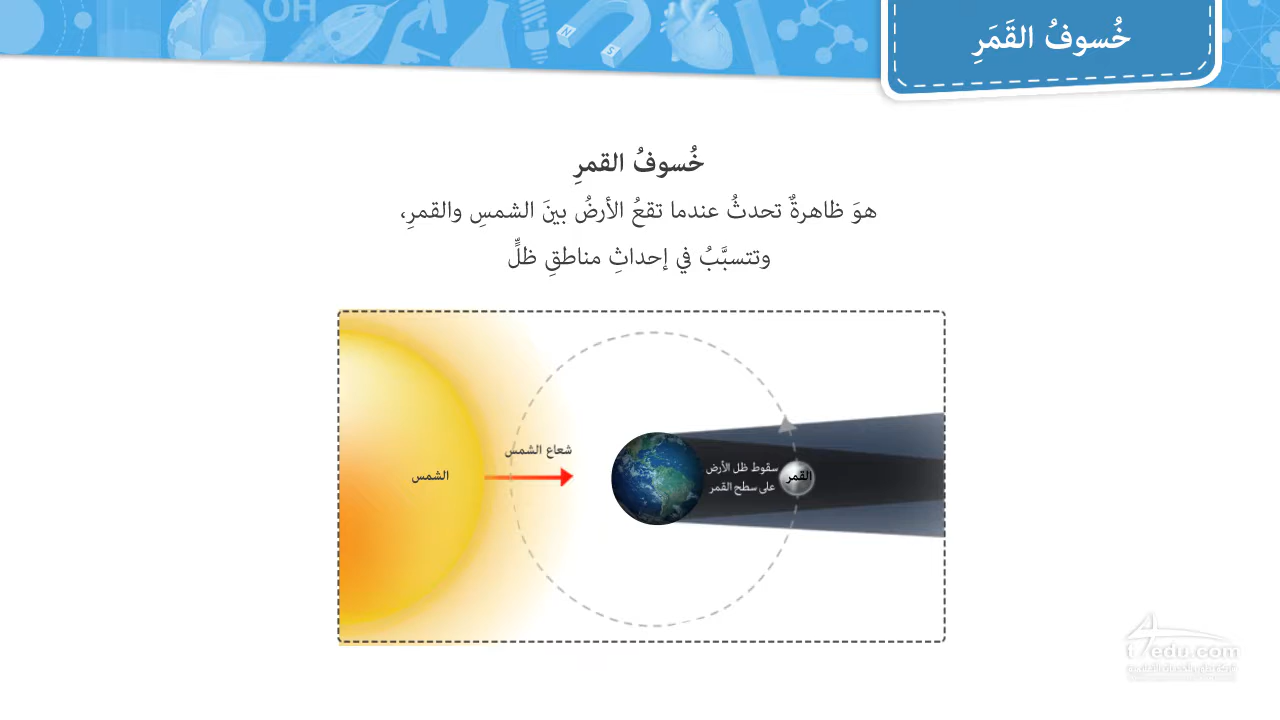 خُسوفُ القَمَرِ
خُسوفُ القمرِ
هوَ ظاهرةٌ تحدثُ عندما تقعُ الأرضُ بينَ الشمسِ والقمرِ،
وتتسبَّبُ في إحداثِ مناطقِ ظلٍّ
شعاع الشمس
الشمس
سقوط ظل الأرض
على سطح القمر
القمر
OH
N
S
t4edu.com